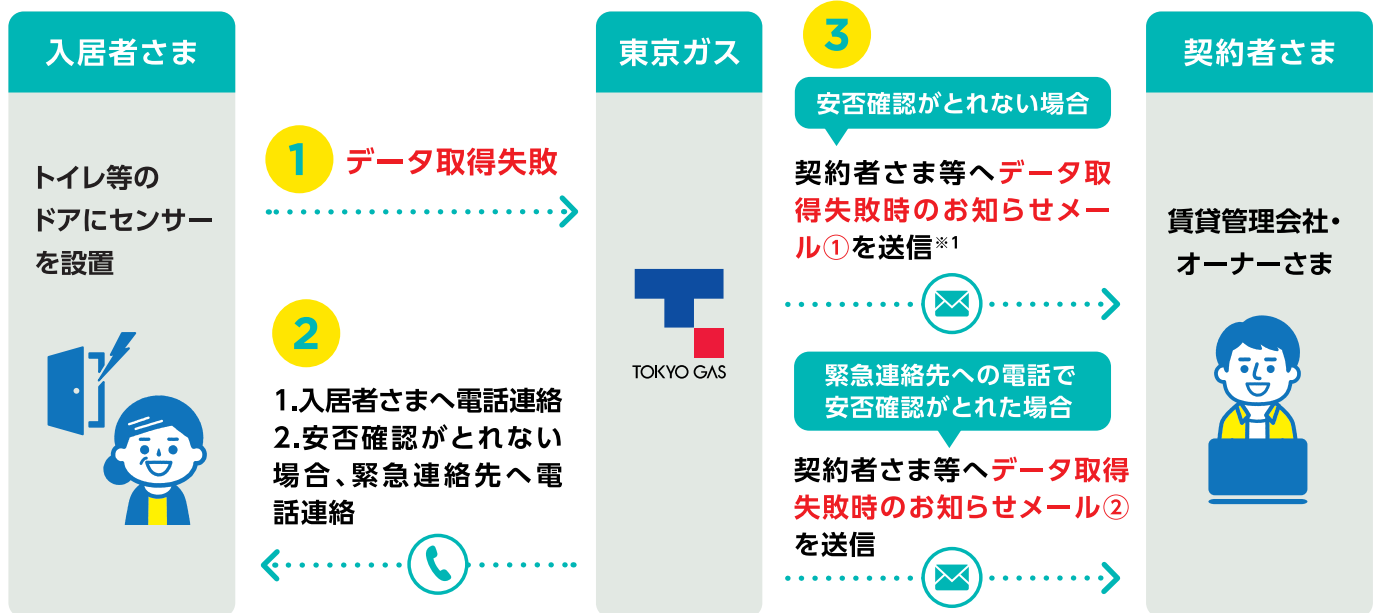 入居者さま
トイレ等の
ドアにセンサー
を設置
1
データ取得失敗
2
1.入居者さまへ電話連絡
2.安否確認がとれない
場合、緊急連絡先へ電
話連絡
東京ガス
TOKYO GAS
3
安否確認がとれない場合
契約者さま等へデータ取
得失敗時のお知らせメー
ル①を送信※1
緊急連絡先への電話で
安否確認がとれた場合
契約者さま等へデータ取得
失敗時のお知らせメール②
を送信
契約者さま
賃貸管理会社・
オーナーさま